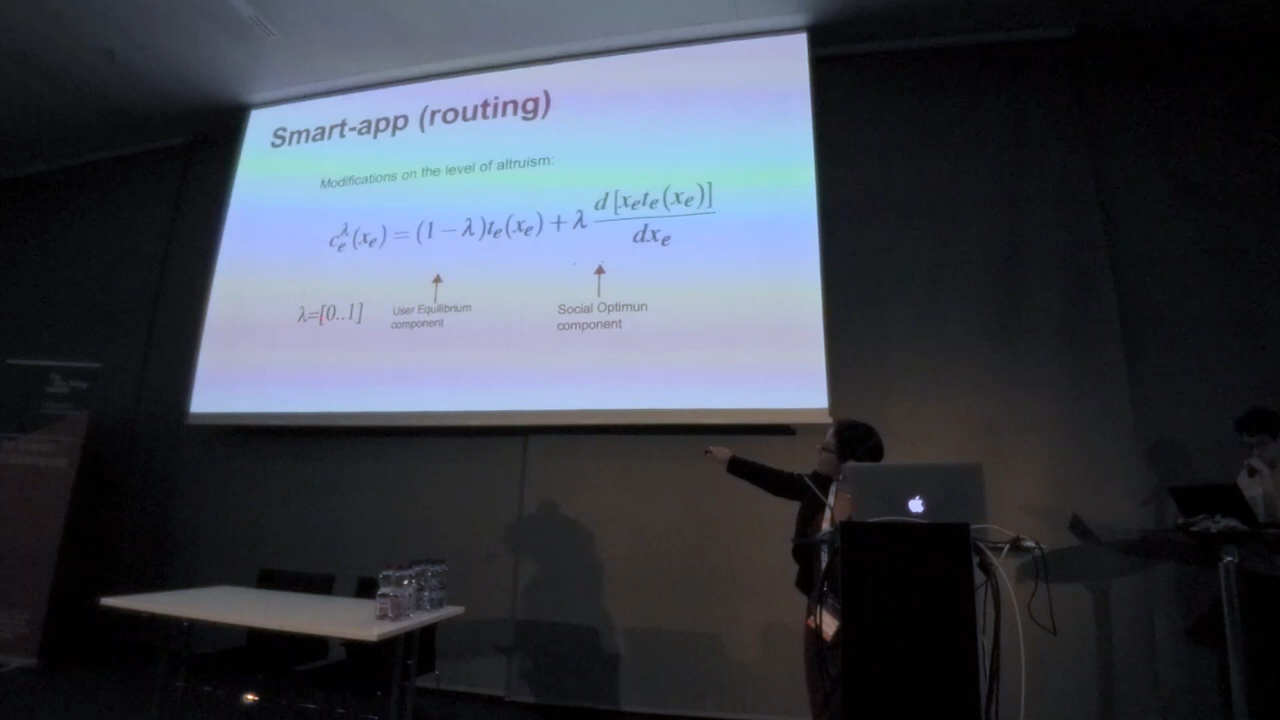 Smart-app (routing)
Modifications on the level of altruism:
c_e^λ(x_e) = (1 − λ)t_e(x_e) + λ d[x_e t_e(x_e)] / dx_e
λ=[0..1]
User Equilibrium
component
Social Optimun
component